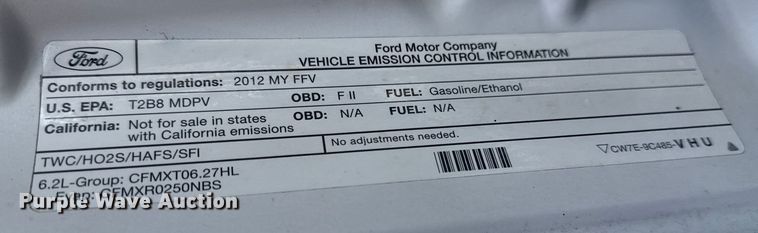 Ford
Ford Motor Company
VEHICLE EMISSION CONTROL INFORMATION
Conforms to regulations: 2012 MY FFV
U.S. EPA: T2B8 MDPV OBD: F II FUEL: Gasoline/Ethanol
California: Not for sale in states with California emissions OBD: N/A FUEL: N/A
TWC/HO2S/HAFS/SFI
No adjustments needed.
6.2L-Group: CFMXT06.27HL
Evap: CFMXR0250NBS
CW7E-9C485-VHU
Purple Wave Auction